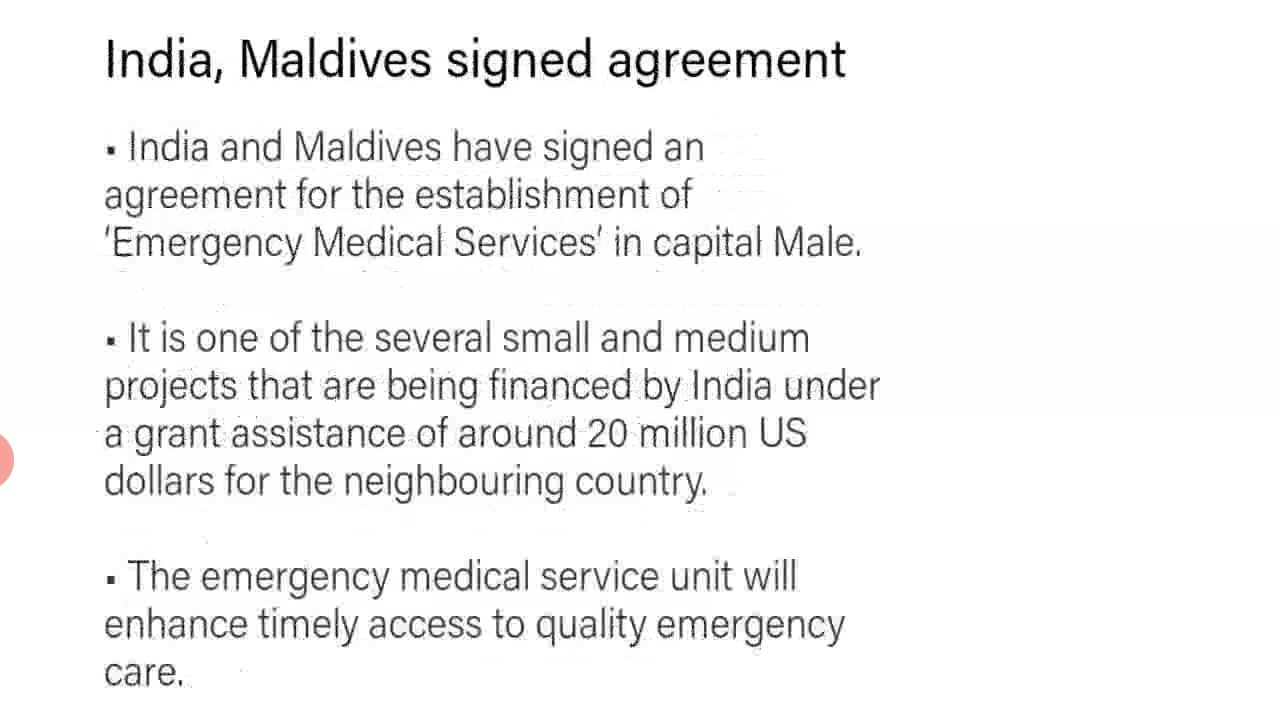 India, Maldives signed agreement
▪ India and Maldives have signed an
agreement for the establishment of
‘Emergency Medical Services’ in capital Male.
▪ It is one of the several small and medium
projects that are being financed by India under
a grant assistance of around 20 million US
dollars for the neighbouring country.
▪ The emergency medical service unit will
enhance timely access to quality emergency
care.